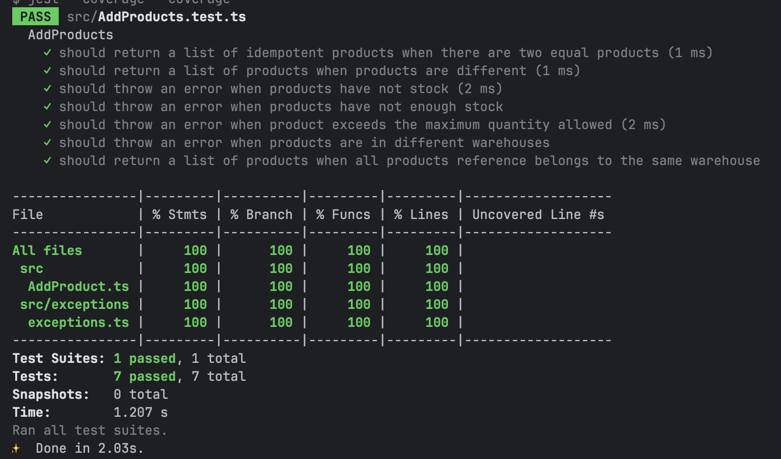 $ jest --coverage --coverage
PASS src/AddProducts.test.ts
AddProducts
✓ should return a list of idempotent products when there are two equal products (1 ms)
✓ should return a list of products when products are different (1 ms)
✓ should throw an error when products have not stock (2 ms)
✓ should throw an error when products have not enough stock
✓ should throw an error when product exceeds the maximum quantity allowed (2 ms)
✓ should throw an error when products are in different warehouses
✓ should return a list of products when all products reference belongs to the same warehouse
----------------|---------|----------|---------|---------|-------------------
File            | % Stmts | % Branch | % Funcs | % Lines | Uncovered Line #s
----------------|---------|----------|---------|---------|-------------------
All files       |     100 |      100 |     100 |     100 |
 src            |     100 |      100 |     100 |     100 |
  AddProduct.ts |     100 |      100 |     100 |     100 |
 src/exceptions |     100 |      100 |     100 |     100 |
  exceptions.ts |     100 |      100 |     100 |     100 |
----------------|---------|----------|---------|---------|-------------------
Test Suites: 1 passed, 1 total
Tests:       7 passed, 7 total
Snapshots:   0 total
Time:        1.207 s
Ran all test suites.
✨  Done in 2.03s.